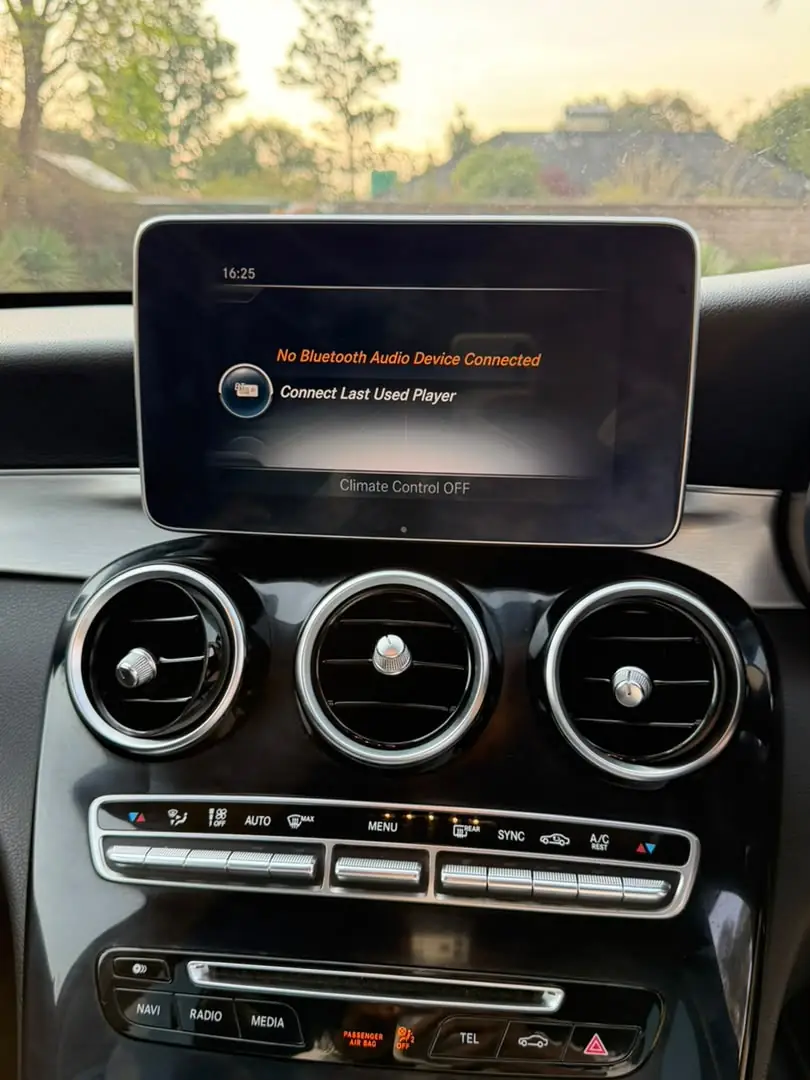 16:25
No Bluetooth Audio Device Connected
Connect Last Used Player
Climate Control OFF
OFF
AUTO
MAX
MENU
REAR
SYNC
A/C
REST
NAVI
RADIO
MEDIA
PASSENGER
AIR BAG
OFF
TEL